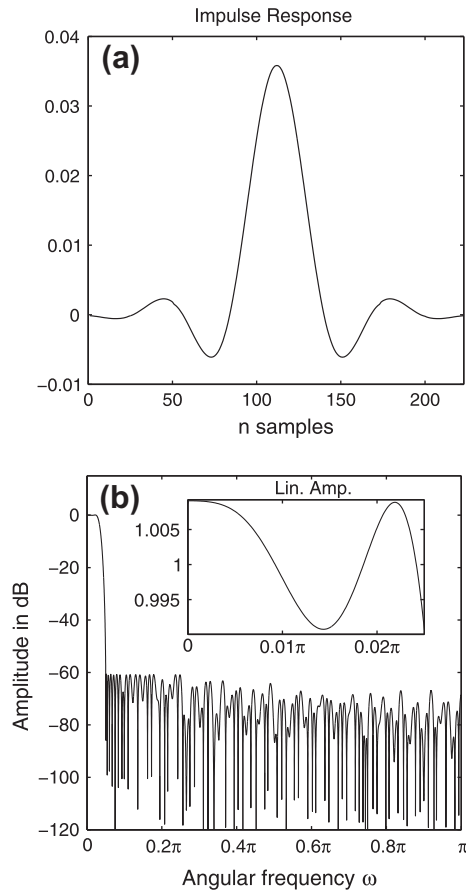 Impulse Response
(a)
0.04
0.03
0.02
0.01
0
−0.01
0 50 100 150 200
n samples
(b)
Lin. Amp.
1.005
1
0.995
0 0.01π 0.02π
Amplitude in dB
0
−20
−40
−60
−80
−100
−120
0 0.2π 0.4π 0.6π 0.8π π
Angular frequency ω